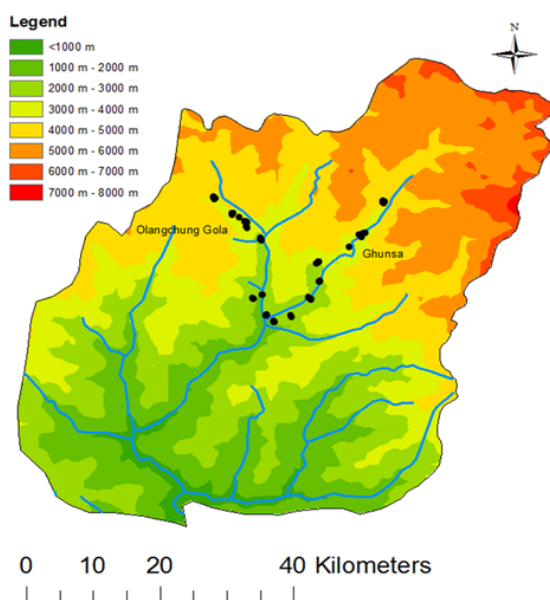 Legend
<1000 m
1000 m - 2000 m
2000 m - 3000 m
3000 m - 4000 m
4000 m - 5000 m
5000 m - 6000 m
6000 m - 7000 m
7000 m - 8000 m
N
Olangchung Gola
Ghunsa
0 10 20 40 Kilometers